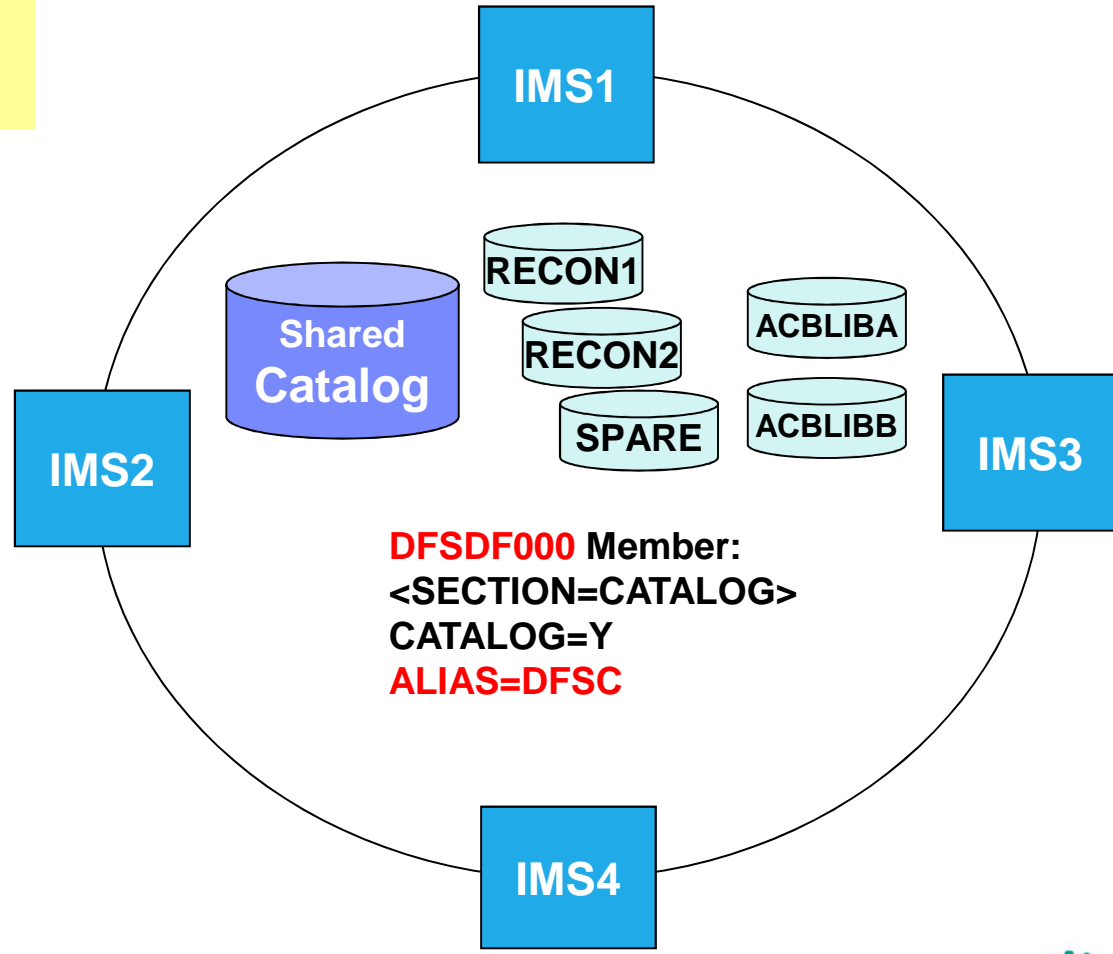 IMS1
RECON1
Shared
Catalog
RECON2
SPARE
ACBLIBA
ACBLIBB
IMS2
IMS3
DFSDF000 Member:
<SECTION=CATALOG>
CATALOG=Y
ALIAS=DFSC
IMS4